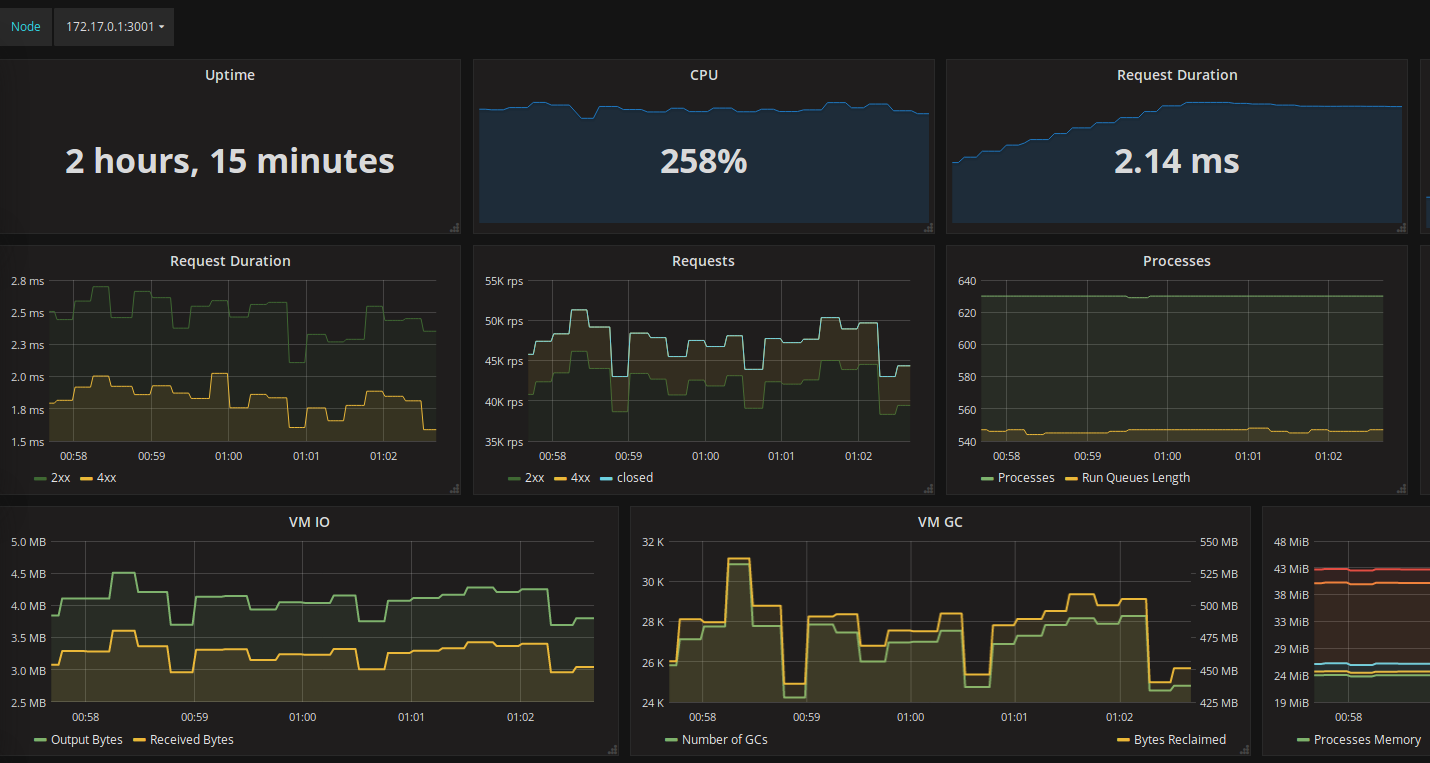 Node 172.17.0.1:3001
Uptime
2 hours, 15 minutes
CPU
258%
Request Duration
2.14 ms
Request Duration
2.8 ms
2.5 ms
2.3 ms
2.0 ms
1.8 ms
1.5 ms
00:58 00:59 01:00 01:01 01:02
2xx 4xx
Requests
55K rps
50K rps
45K rps
40K rps
35K rps
00:58 00:59 01:00 01:01 01:02
2xx 4xx closed
Processes
640
620
600
580
560
540
00:58 00:59 01:00 01:01 01:02
Processes Run Queues Length
VM IO
5.0 MB
4.5 MB
4.0 MB
3.5 MB
3.0 MB
2.5 MB
00:58 00:59 01:00 01:01 01:02
Output Bytes Received Bytes
VM GC
32 K 550 MB
30 K 525 MB
28 K 500 MB
26 K 475 MB
24 K 450 MB
425 MB
00:58 00:59 01:00 01:01 01:02
Number of GCs Bytes Reclaimed
48 MiB
43 MiB
38 MiB
33 MiB
29 MiB
24 MiB
19 MiB
00:58
Processes Memory